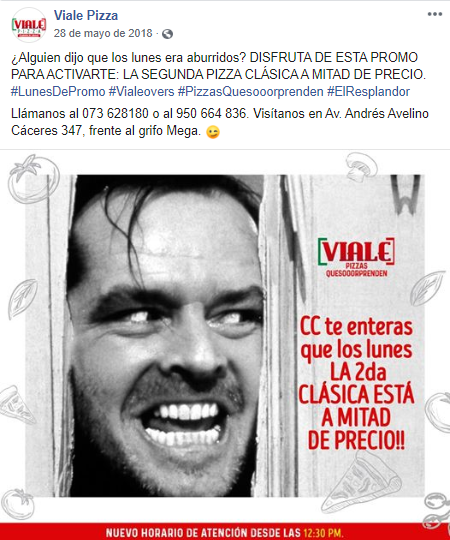 VIALE
PIZZA
Viale Pizza
28 de mayo de 2018
¿Alguien dijo que los lunes era aburridos? DISFRUTA DE ESTA PROMO
PARA ACTIVARTE: LA SEGUNDA PIZZA CLÁSICA A MITAD DE PRECIO.
#LunesDePromo #Vialeovers #PizzasQuesooorprenden #ElResplandor
Llámanos al 073 628180 o al 950 664 836. Visítanos en Av. Andrés Avelino
Cáceres 347, frente al grifo Mega.
VIALE
PIZZAS
QUESOOORPRENDEN
CC te enteras
que los lunes
LA 2da
CLÁSICA ESTÁ
A MITAD
DE PRECIO!!
NUEVO HORARIO DE ATENCIÓN DESDE LAS 12:30 PM.